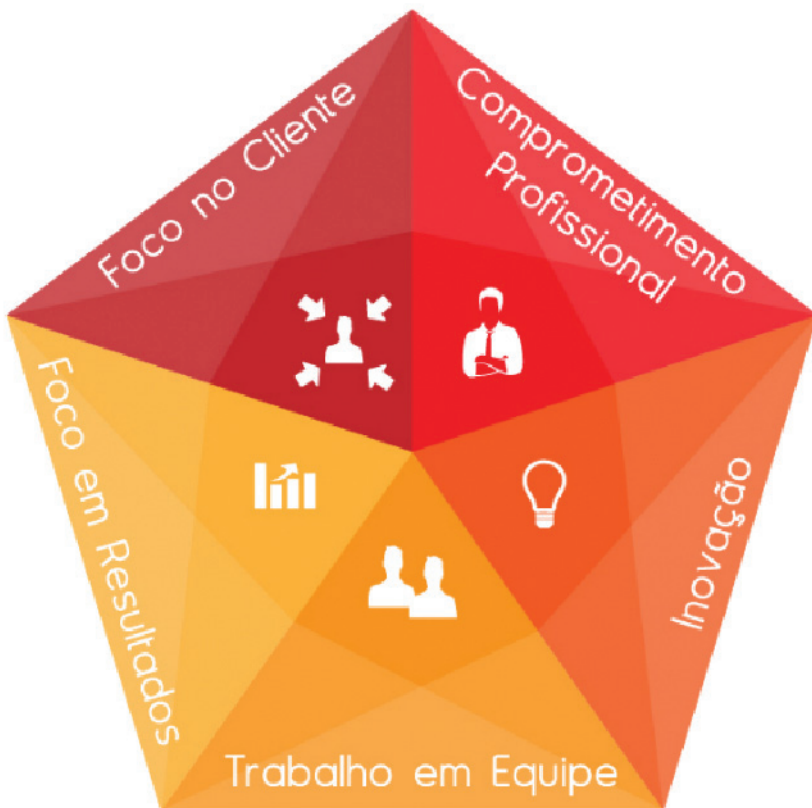 Foco no Cliente
Comprometimento
Profissional
Inovação
Trabalho em Equipe
Foco em Resultados